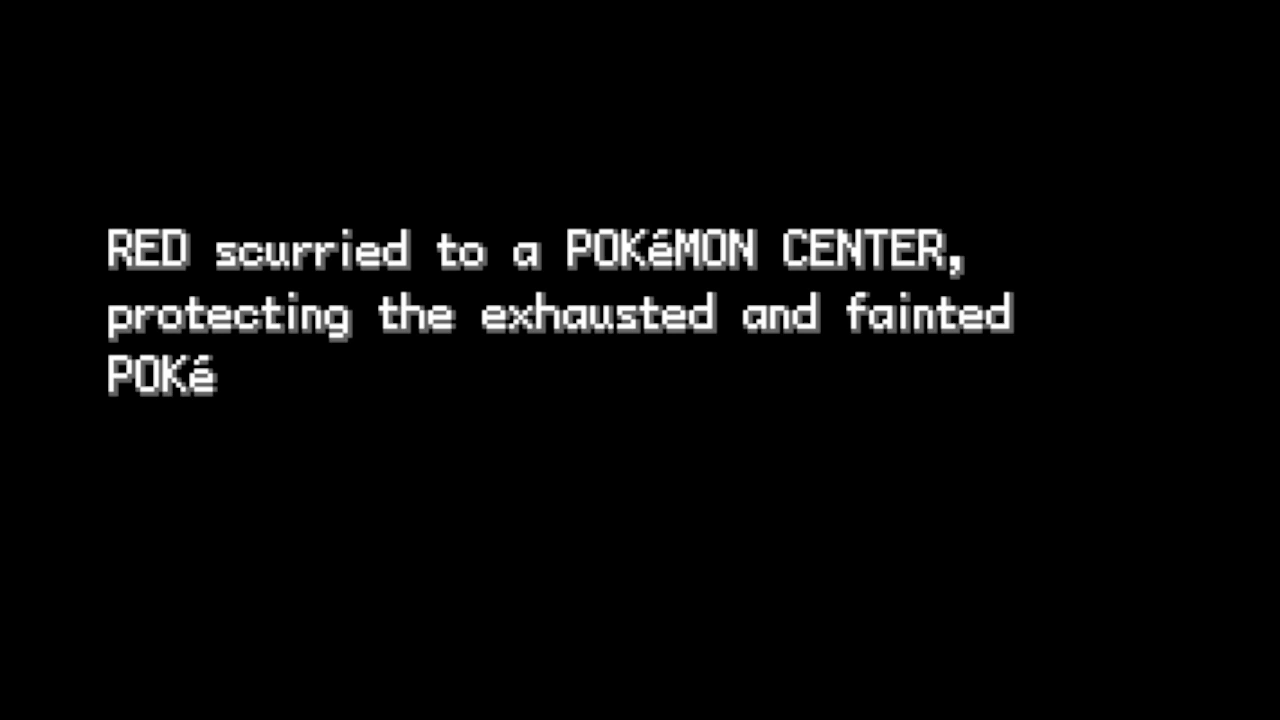 RED scurried to a POKéMON CENTER,
protecting the exhausted and fainted
POKé